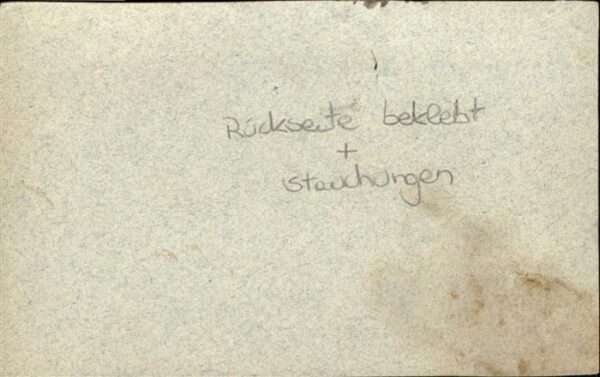 Rückseite beklebt
+
Stauchungen